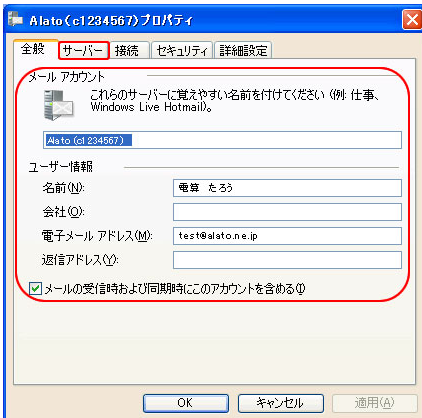 Alato (c1234567)プロパティ
全般 サーバー 接続 セキュリティ 詳細設定
メール アカウント
これらのサーバーに覚えやすい名前を付けてください (例: 仕事、
Windows Live Hotmail)。
Alato (c1234567)
ユーザー情報
名前(N): 電算 たろう
会社(O):
電子メール アドレス(M): test@alato.ne.jp
返信アドレス(Y):
メールの受信時および同期時にこのアカウントを含める(I)
OK キャンセル 適用(A)